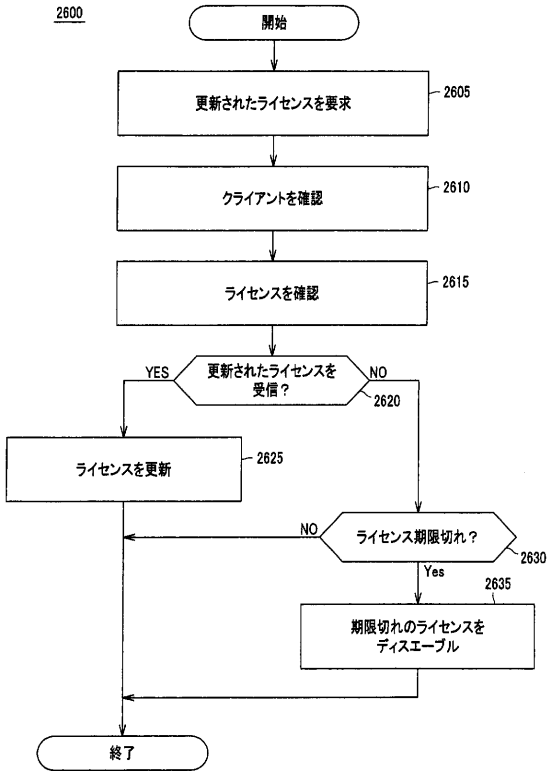 2600
開始
更新されたライセンスを要求
2605
クライアントを確認
2610
ライセンスを確認
2615
更新されたライセンスを
受信？
YES
NO
2620
ライセンスを更新
2625
ライセンス期限切れ？
NO
2630
Yes
2635
期限切れのライセンスを
ディスエーブル
終了